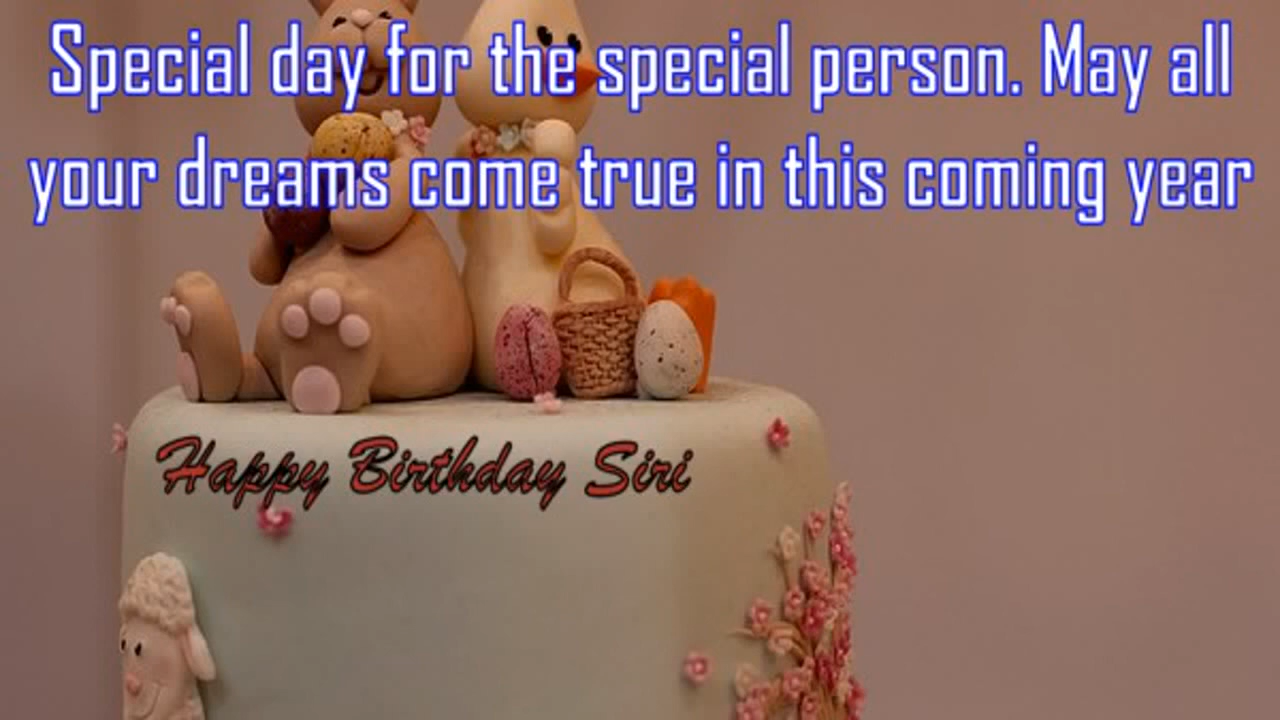 Special day for the special person. May all
your dreams come true in this coming year
Happy Birthday Siri